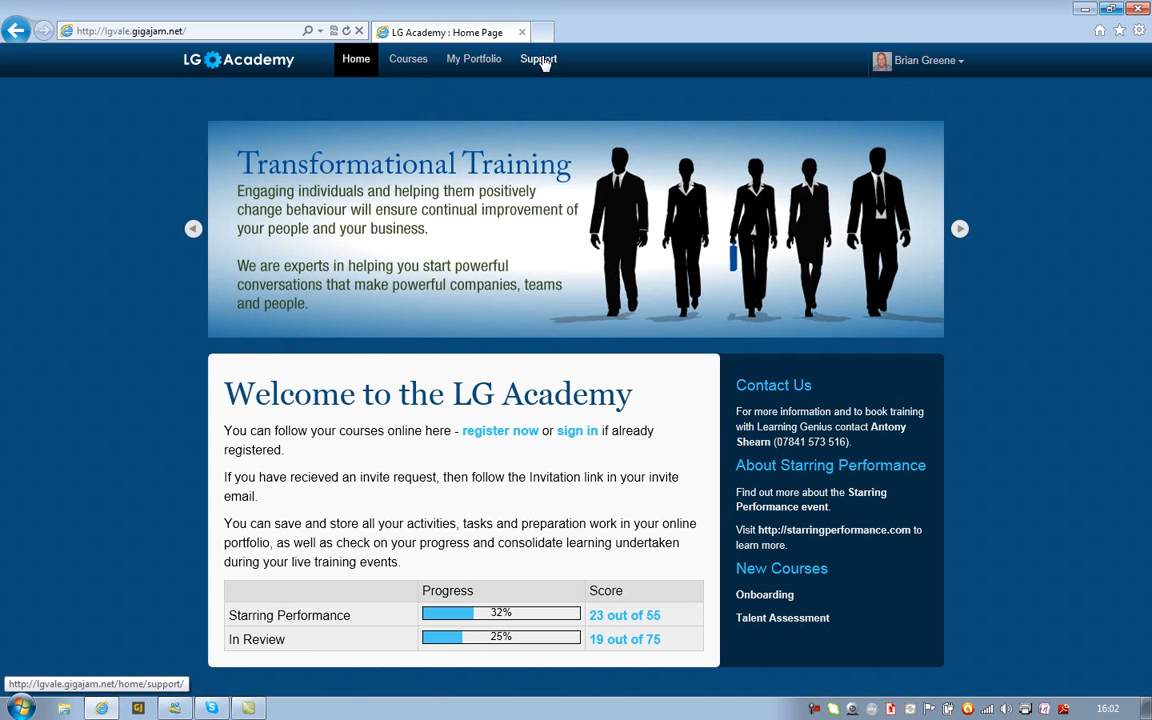 http://lgvale.gigajam.net/
LG Academy : Home Page
LG Academy
Home
Courses
My Portfolio
Support
Brian Greene
Transformational Training
Engaging individuals and helping them positively
change behaviour will ensure continual improvement of
your people and your business.
We are experts in helping you start powerful
conversations that make powerful companies, teams
and people.
Welcome to the LG Academy
You can follow your courses online here - register now or sign in if already
registered.
If you have recieved an invite request, then follow the Invitation link in your invite
email.
You can save and store all your activities, tasks and preparation work in your online
portfolio, as well as check on your progress and consolidate learning undertaken
during your live training events.
Progress Score
Starring Performance 32% 23 out of 55
In Review 25% 19 out of 75
Contact Us
For more information and to book training
with Learning Genius contact Antony
Shearn (07841 573 516).
About Starring Performance
Find out more about the Starring
Performance event.
Visit http://starringperformance.com to
learn more.
New Courses
Onboarding
Talent Assessment
http://lgvale.gigajam.net/home/support/
GJ
16:02